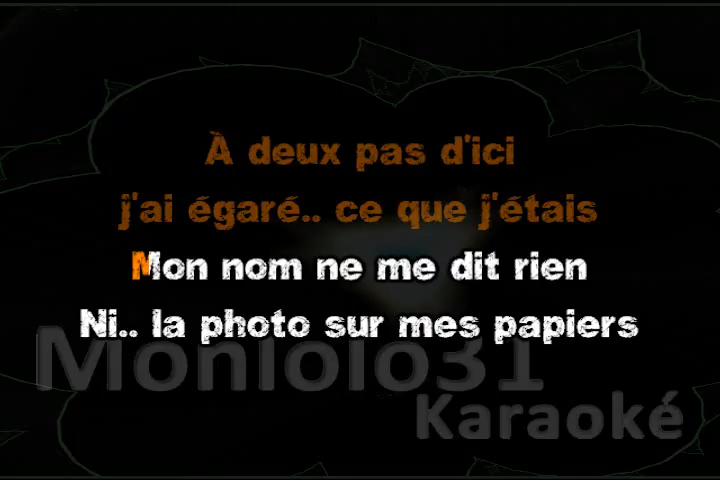 À deux pas d'ici
j'ai égaré.. ce que j'étais
Mon nom ne me dit rien
Ni.. la photo sur mes papiers
Monlolo31
Karaoké